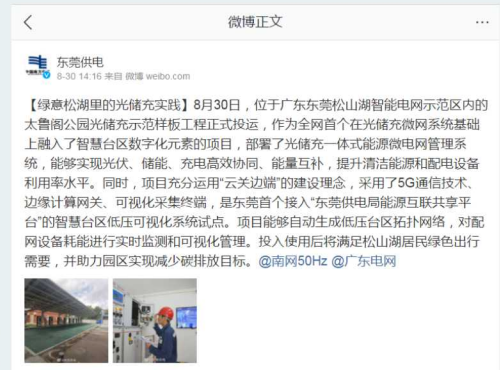 微博正文
东莞供电
8-30 14:16 来自 微博 weibo.com
【绿意松湖里的光储充实践】8月30日，位于广东东莞松山湖智能电网示范区内的
太鲁阁公园光储充示范样板工程正式投运，作为全网首个在光储充微网系统基础
上融入了智慧台区数字化元素的项目，部署了光储充一体式能源微电网管理系
统，能够实现光伏、储能、充电高效协同、能量互补，提升清洁能源和配电设备
利用率水平。同时，项目充分运用“云关边端”的建设理念，采用了5G通信技术、
边缘计算网关、可视化采集终端，是东莞首个接入“东莞供电局能源互联共享平
台”的智慧台区低压可视化系统试点。项目能够自动生成低压台区拓扑网络，对配
网设备耗能进行实时监测和可视化管理。投入使用后将满足松山湖居民绿色出行
需要，并助力园区实现减少碳排放目标。@南网50Hz @广东电网